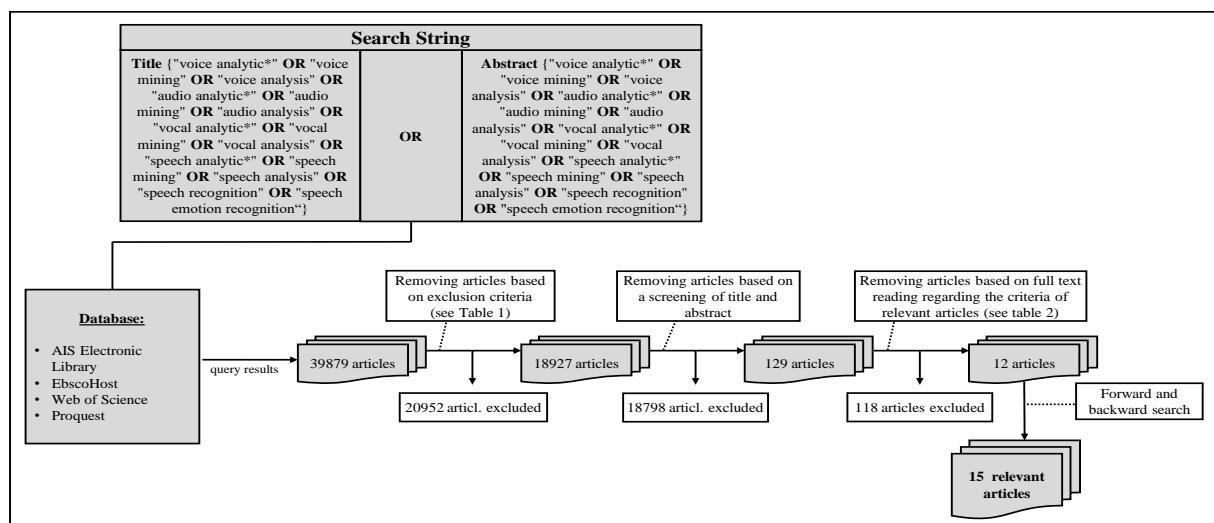 Search String
Title {"voice analytic*" OR "voice
mining" OR "voice analysis" OR
"audio analytic*" OR "audio
mining" OR "audio analysis" OR
"vocal analytic*" OR "vocal
mining" OR "vocal analysis" OR
"speech analytic*" OR "speech
mining" OR "speech analysis" OR
"speech recognition" OR "speech
emotion recognition“}
OR
Abstract {"voice analytic*" OR
"voice mining" OR "voice
analysis" OR "audio analytic*" OR
"audio mining" OR "audio
analysis" OR "vocal analytic*" OR
"vocal mining" OR "vocal
analysis" OR "speech analytic*"
OR "speech mining" OR "speech
analysis" OR "speech recognition"
OR "speech emotion recognition“}
Database:
• AIS Electronic
Library
• EbscoHost
• Web of Science
• Proquest
query results
39879 articles
Removing articles based
on exclusion criteria
(see Table 1)
20952 articl. excluded
18927 articles
Removing articles based on
a screening of title and
abstract
18798 articl. excluded
129 articles
Removing articles based on full text
reading regarding the criteria of
relevant articles (see table 2)
118 articles excluded
12 articles
Forward and
backward search
15 relevant
articles